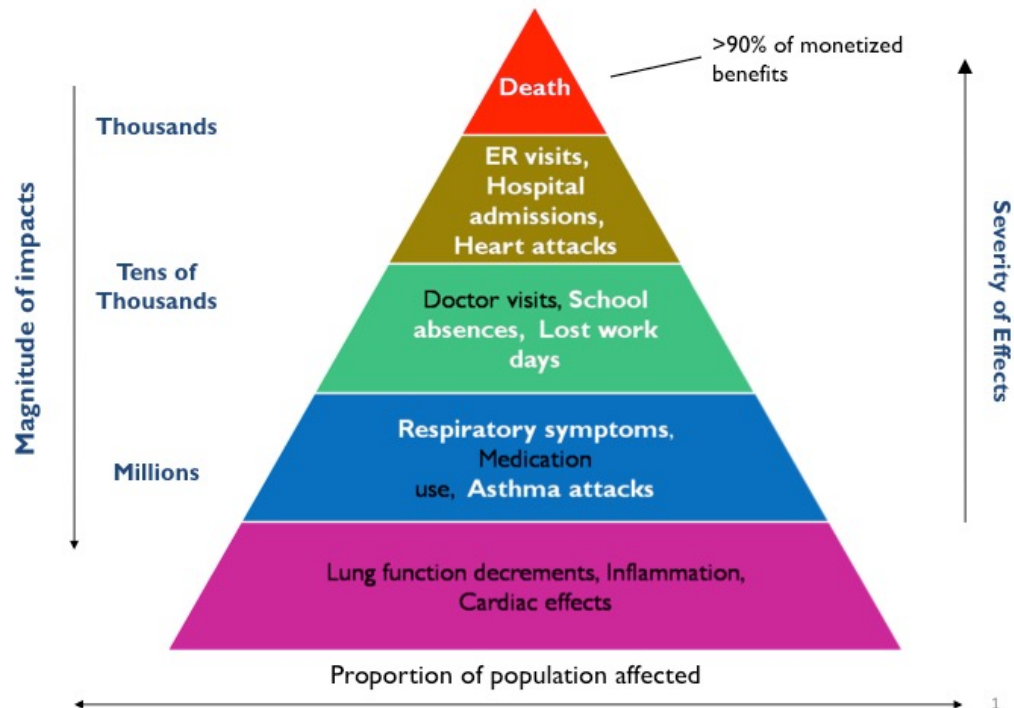 >90% of monetized
benefits
Death
Thousands
ER visits,
Hospital
admissions,
Heart attacks
Magnitude of impacts
Severity of Effects
Tens of
Thousands
Doctor visits, School
absences, Lost work
days
Respiratory symptoms,
Medication
use, Asthma attacks
Millions
Lung function decrements, Inflammation,
Cardiac effects
Proportion of population affected
1